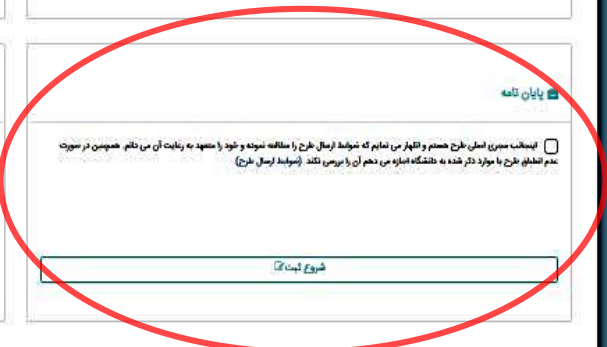 پایان نامه
اینجانب مجری اصلی طرح هستم و اظهار می نمایم که ضوابط ارسال طرح را مطالعه نموده و خود را متعهد به رعایت آن می دانم. همچنین در صورت
عدم انطباق طرح با موارد ذکر شده به دانشگاه اجازه می دهم آن را بررسی نکند. (ضوابط ارسال طرح)
شروع ثبت